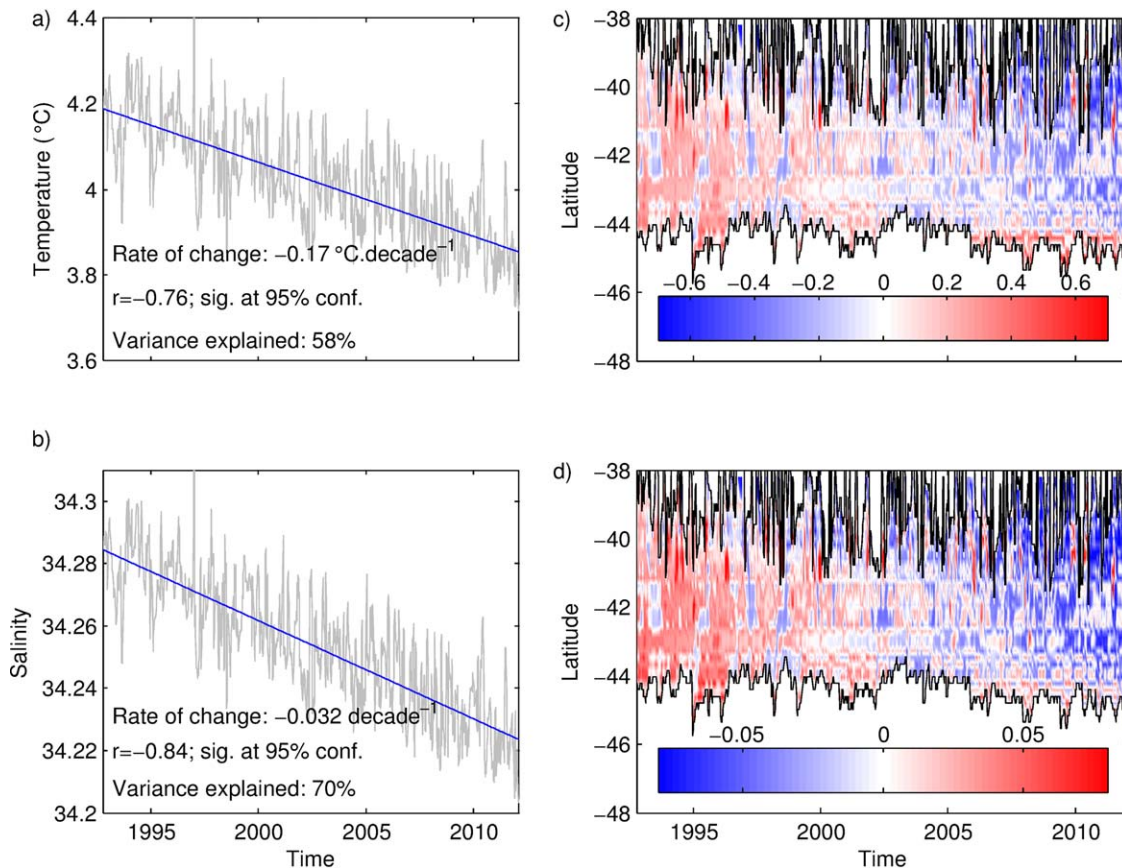 a)
4.4
4.2
4
3.8
3.6
Temperature (°C)
Rate of change: −0.17 °C.decade−1
r=−0.76; sig. at 95% conf.
Variance explained: 58%
c)
−38
−40
−42
−44
−46
−48
Latitude
−0.6 −0.4 −0.2 0 0.2 0.4 0.6
b)
34.3
34.28
34.26
34.24
34.22
34.2
Salinity
Rate of change: −0.032 decade−1
r=−0.84; sig. at 95% conf.
Variance explained: 70%
1995 2000 2005 2010
Time
d)
−38
−40
−42
−44
−46
−48
Latitude
−0.05 0 0.05
1995 2000 2005 2010
Time